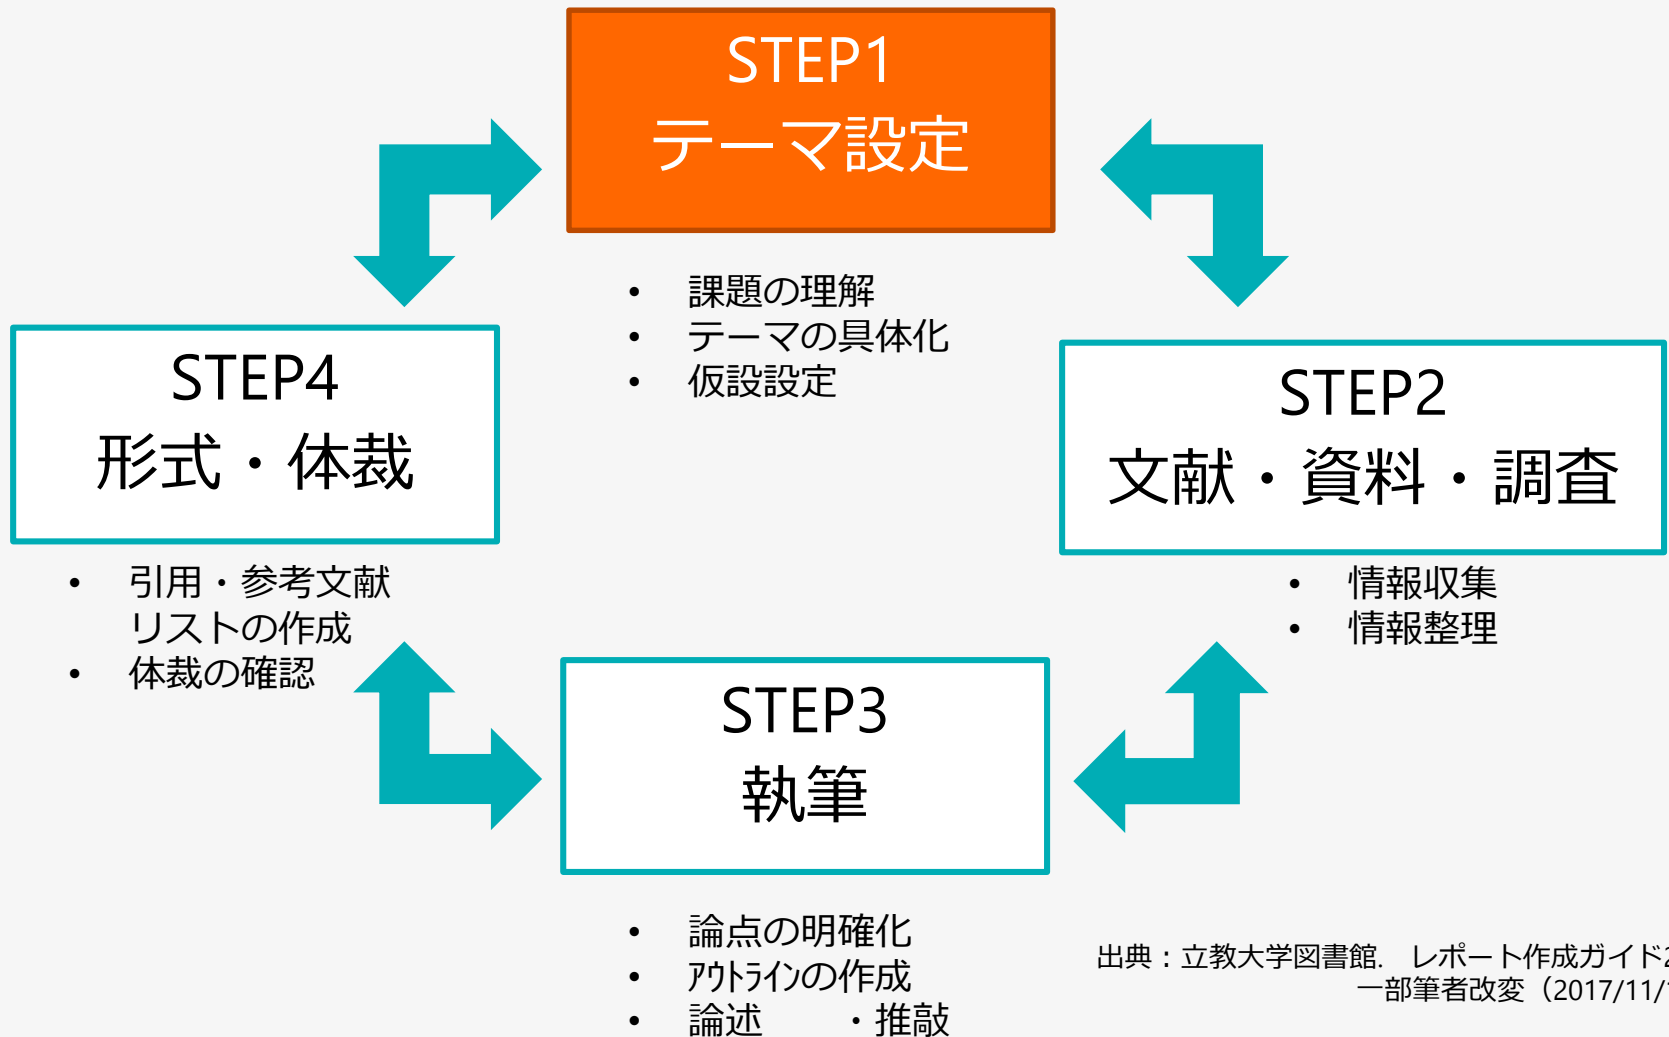 STEP1
テーマ設定
• 課題の理解
• テーマの具体化
• 仮設設定
STEP2
文献・資料・調査
• 情報収集
• 情報整理
STEP3
執筆
• 論点の明確化
• アウトラインの作成
• 論述 ・推敲
STEP4
形式・体裁
• 引用・参考文献
リストの作成
• 体裁の確認
出典：立教大学図書館. レポート作成ガイド
一部筆者改変（2017/11/